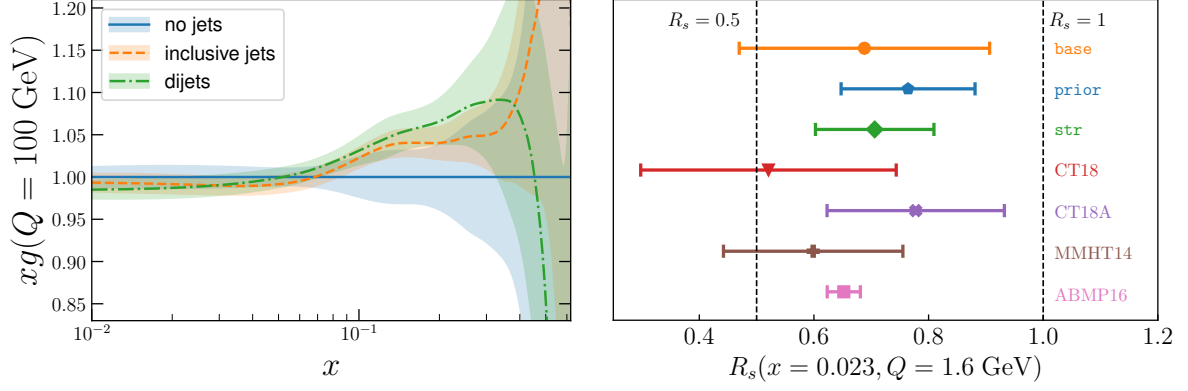 1.20
1.15
1.10
1.05
1.00
0.95
0.90
0.85
xg(Q = 100 GeV)
no jets
inclusive jets
dijets
10⁻²
10⁻¹
x
R_s = 0.5
R_s = 1
base
prior
str
CT18
CT18A
MMHT14
ABMP16
0.4
0.6
0.8
1.0
1.2
R_s(x = 0.023, Q = 1.6 GeV)